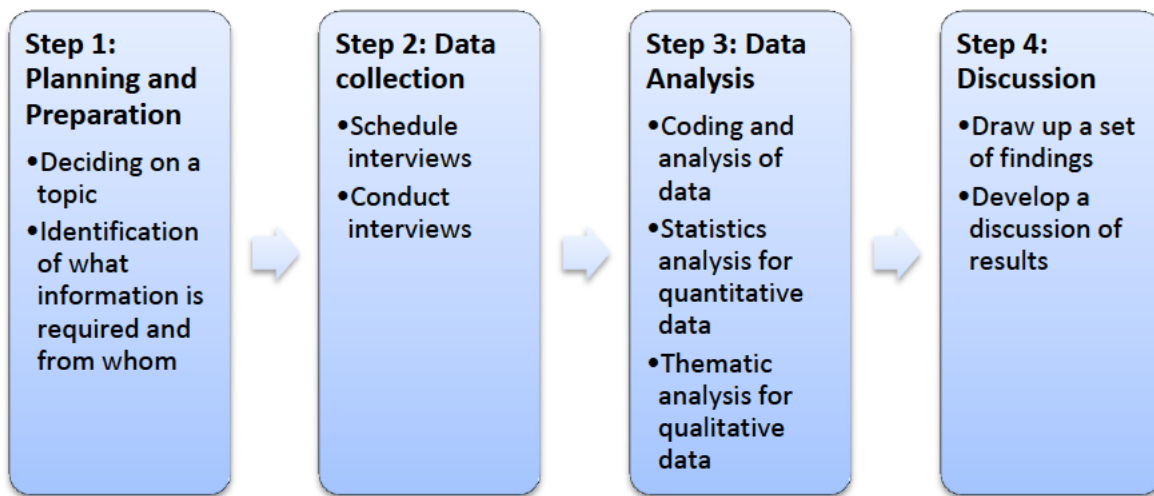 Step 1:
Planning and
Preparation
•Deciding on a
topic
•Identification
of what
information is
required and
from whom
Step 2: Data
collection
•Schedule
interviews
•Conduct
interviews
Step 3: Data
Analysis
•Coding and
analysis of
data
•Statistics
analysis for
quantitative
data
•Thematic
analysis for
qualitative
data
Step 4:
Discussion
•Draw up a set
of findings
•Develop a
discussion of
results